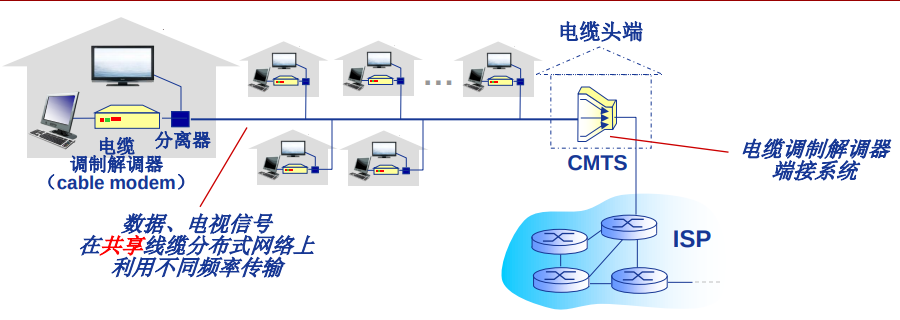 电缆头端
电缆
调制解调器
（cable modem）
分离器
...
CMTS
电缆调制解调器
端接系统
数据、电视信号
在共享线缆分布式网络上
利用不同频率传输
ISP